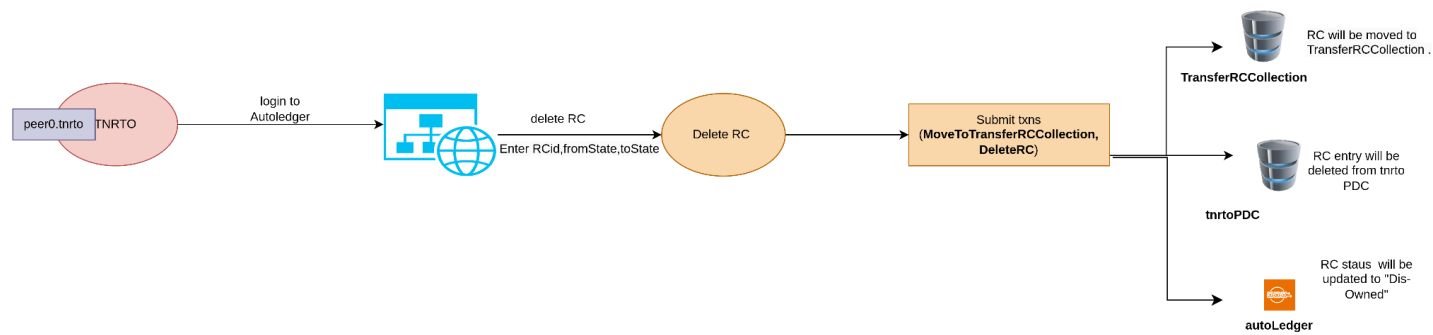 peer0.tnrto
TNRTO
login to
Autoledger
delete RC
Enter RCid,fromState,toState
Delete RC
Submit txns
(MoveToTransferRCCollection,
DeleteRC)
RC will be moved to
TransferRCCollection .
TransferRCCollection
RC entry will be
deleted from tnrto
PDC
tnrtoPDC
RC staus will be
updated to "Dis-
Owned"
autoLedger